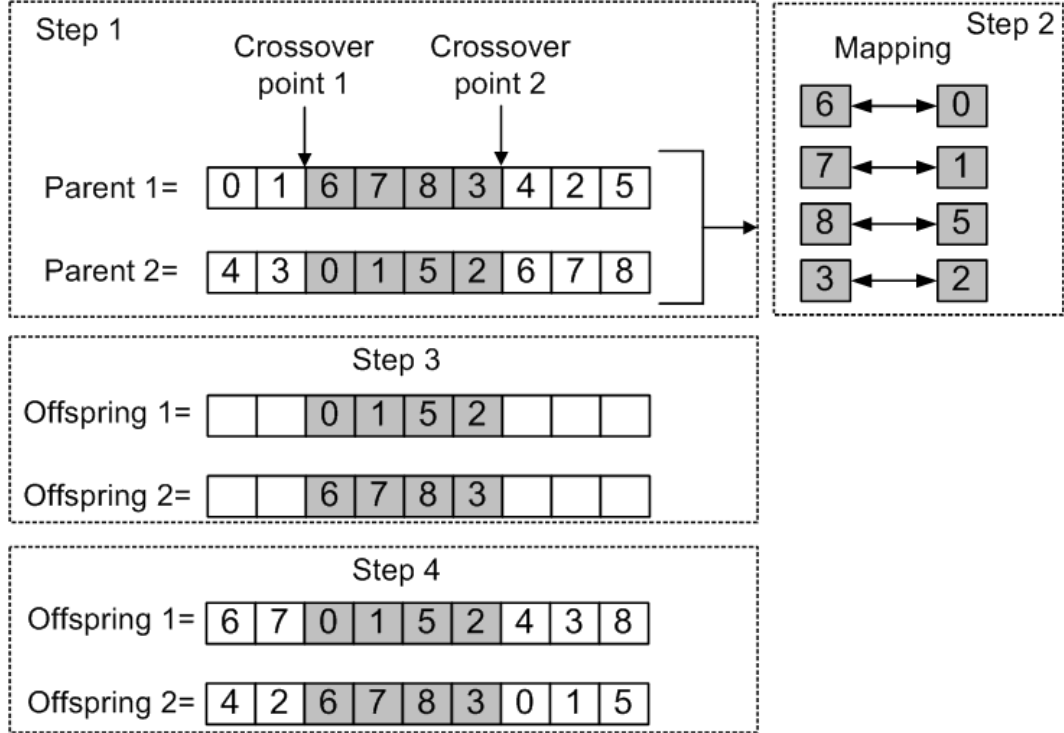 Step 1
Crossover point 1
Crossover point 2
Parent 1= 0 1 6 7 8 3 4 2 5
Parent 2= 4 3 0 1 5 2 6 7 8
Step 2
Mapping
6 0
7 1
8 5
3 2
Step 3
Offspring 1= 0 1 5 2
Offspring 2= 6 7 8 3
Step 4
Offspring 1= 6 7 0 1 5 2 4 3 8
Offspring 2= 4 2 6 7 8 3 0 1 5